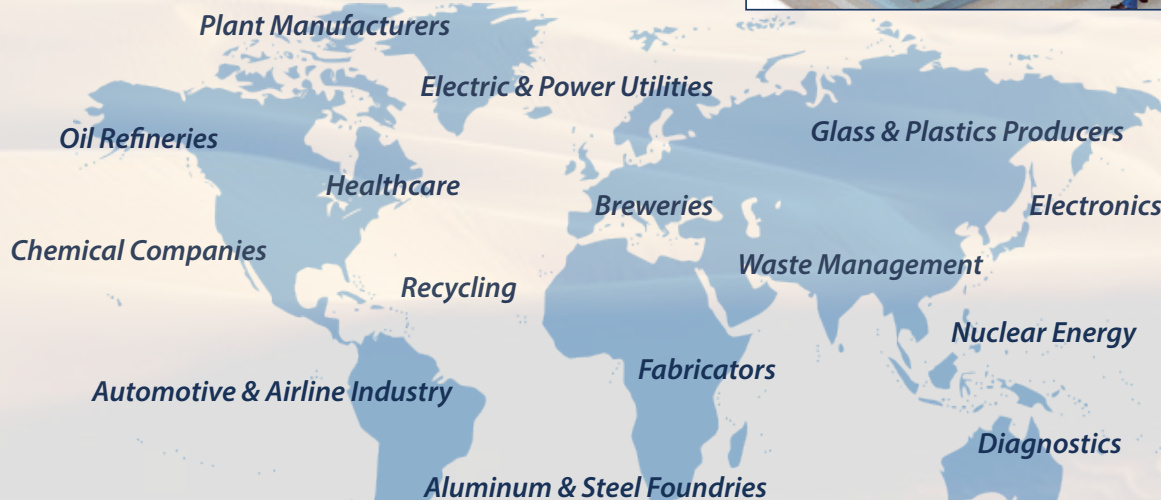 Plant Manufacturers
Electric & Power Utilities
Oil Refineries
Glass & Plastics Producers
Healthcare
Breweries
Electronics
Chemical Companies
Waste Management
Recycling
Nuclear Energy
Fabricators
Automotive & Airline Industry
Diagnostics
Aluminum & Steel Foundries